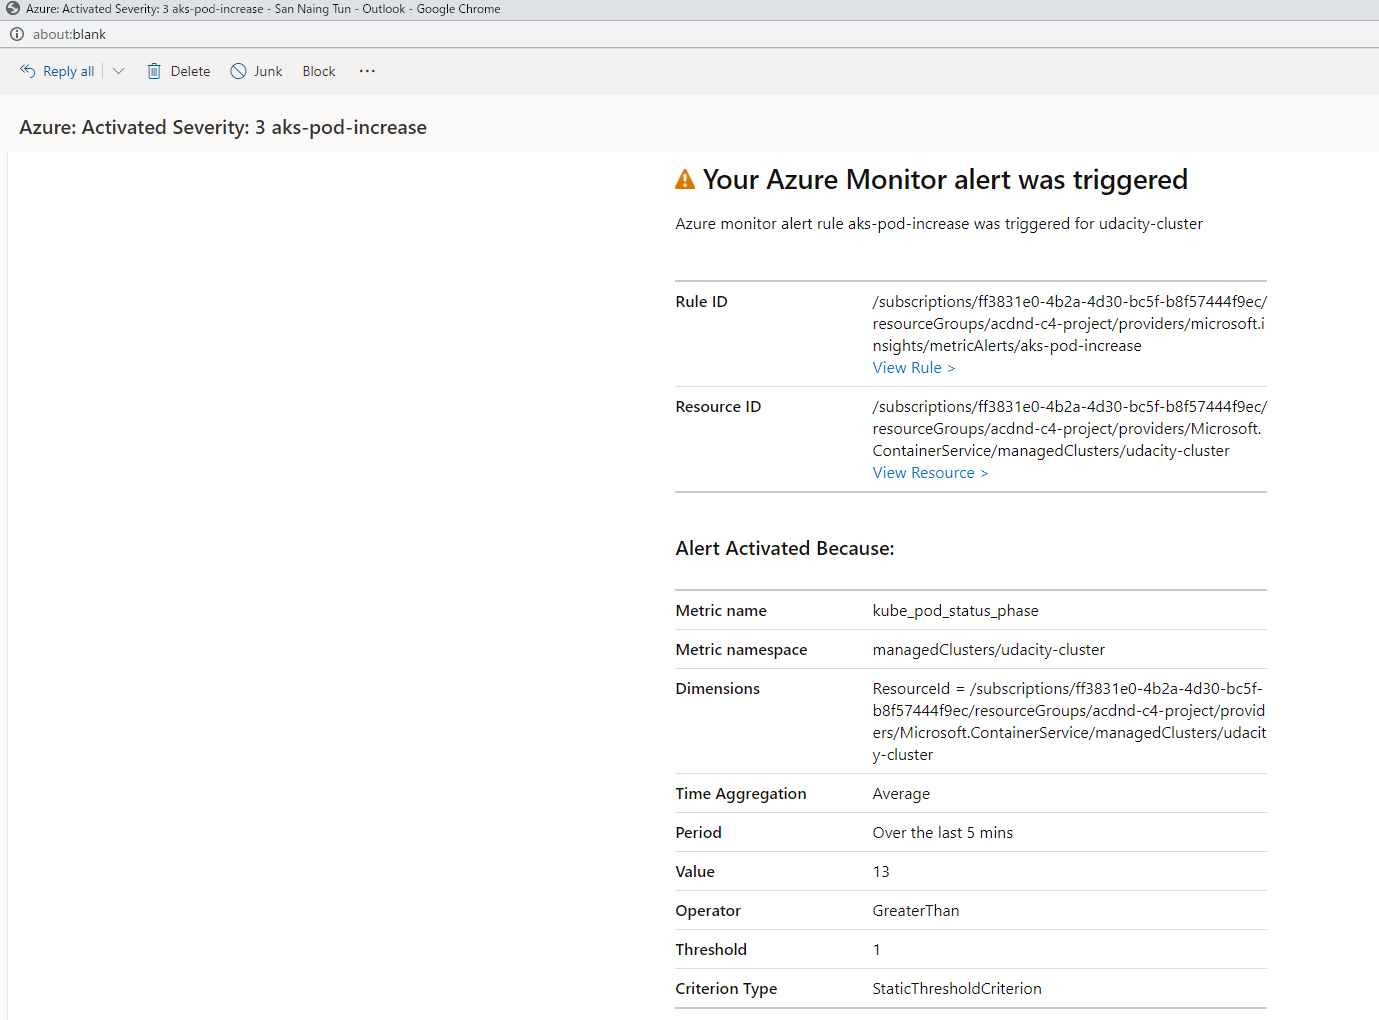 Azure: Activated Severity: 3 aks-pod-increase - San Naing Tun - Outlook - Google Chrome
about:blank
Reply all
Delete
Junk
Block
...
Azure: Activated Severity: 3 aks-pod-increase
Your Azure Monitor alert was triggered
Azure monitor alert rule aks-pod-increase was triggered for udacity-cluster
Rule ID
/subscriptions/ff3831e0-4b2a-4d30-bc5f-b8f57444f9ec/
resourceGroups/acdnd-c4-project/providers/microsoft.i
nsights/metricAlerts/aks-pod-increase
View Rule >
Resource ID
/subscriptions/ff3831e0-4b2a-4d30-bc5f-b8f57444f9ec/
resourceGroups/acdnd-c4-project/providers/Microsoft.
ContainerService/managedClusters/udacity-cluster
View Resource >
Alert Activated Because:
Metric name kube_pod_status_phase
Metric namespace managedClusters/udacity-cluster
Dimensions ResourceId = /subscriptions/ff3831e0-4b2a-4d30-bc5f-
b8f57444f9ec/resourceGroups/acdnd-c4-project/provid
ers/Microsoft.ContainerService/managedClusters/udacit
y-cluster
Time Aggregation Average
Period Over the last 5 mins
Value 13
Operator GreaterThan
Threshold 1
Criterion Type StaticThresholdCriterion